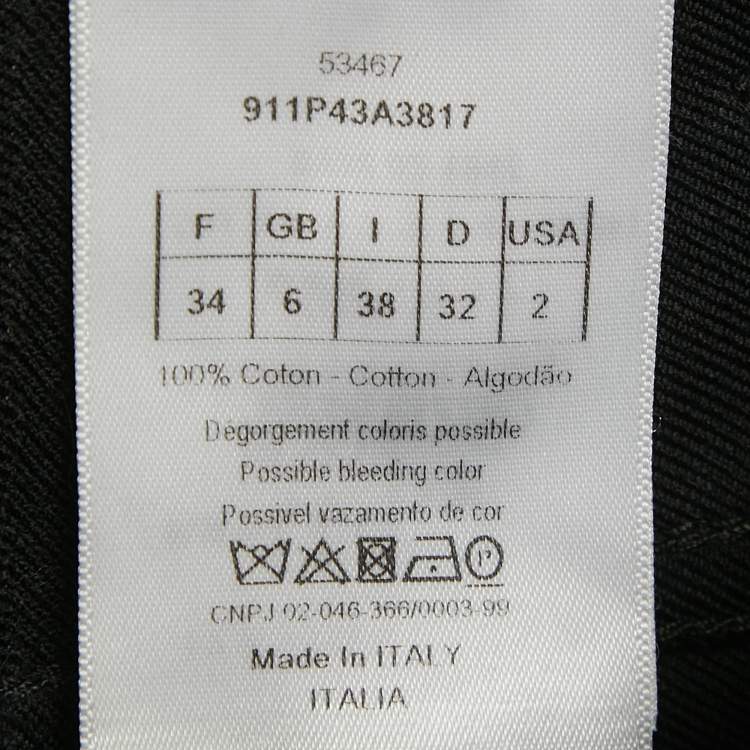 53467
911P43A3817
F GB I D USA
34 6 38 32 2
100% Coton - Cotton - Algodão
Dégorgement coloris possible
Possible bleeding color
Possivel vazamento de cor
P
CNPJ 02-046-366/0003-99
Made In ITALY
ITALIA